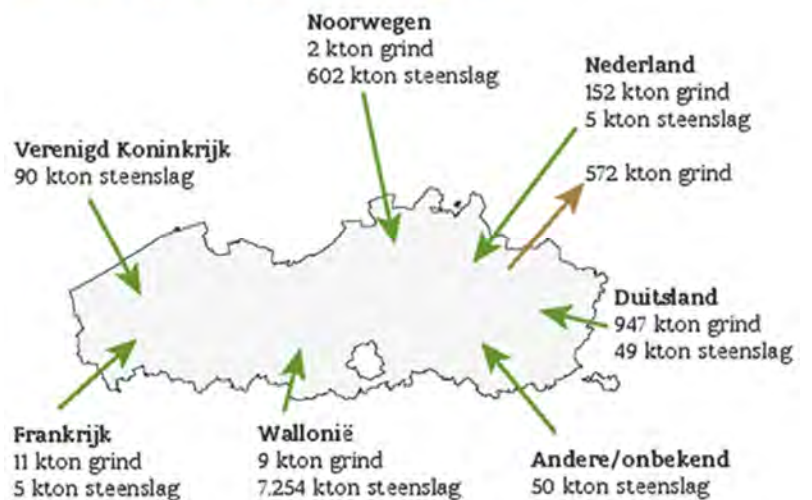 Noorwegen
2 kton grind
602 kton steenslag
Nederland
152 kton grind
5 kton steenslag
572 kton grind
Verenigd Koninkrijk
90 kton steenslag
Duitsland
947 kton grind
49 kton steenslag
Frankrijk
11 kton grind
5 kton steenslag
Wallonië
9 kton grind
7.254 kton steenslag
Andere/onbekend
50 kton steenslag